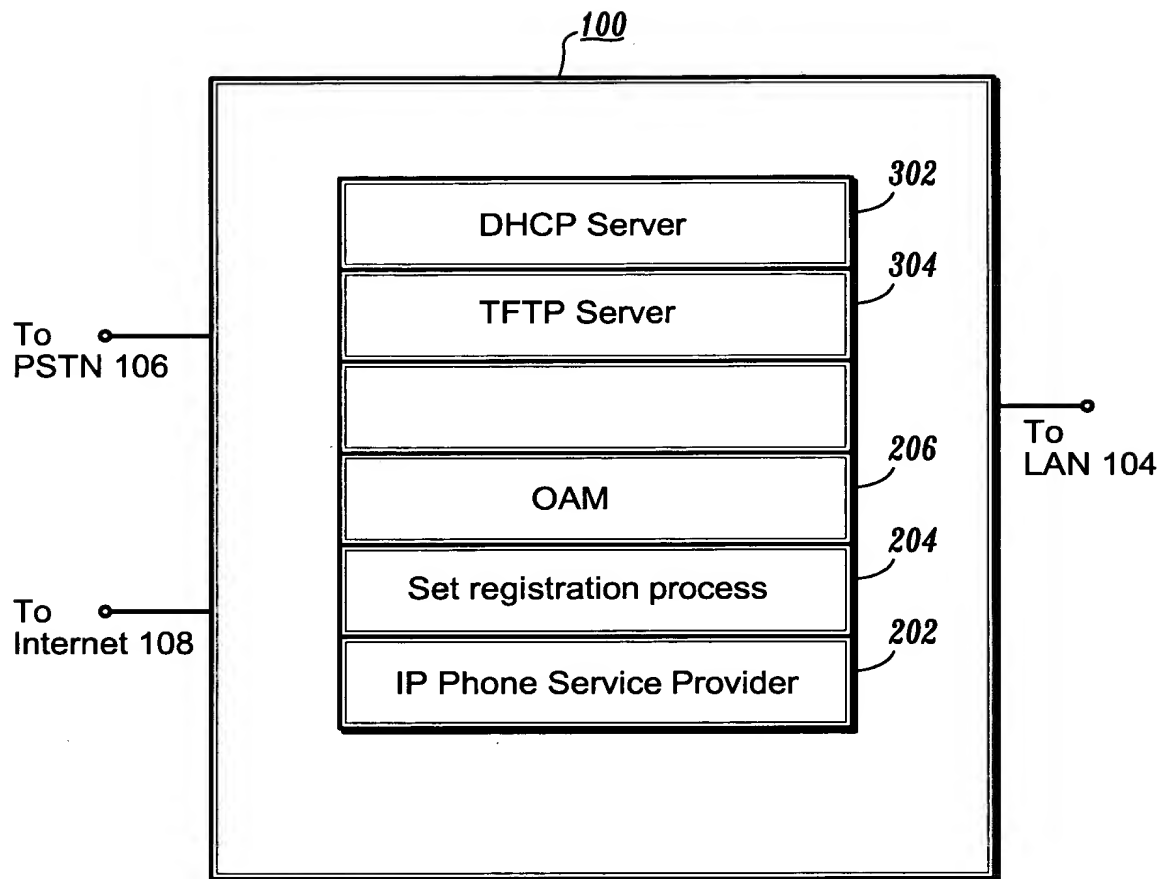 100
302
DHCP Server
304
TFTP Server
To
PSTN 106
To
LAN 104
206
OAM
204
Set registration process
To
Internet 108
202
IP Phone Service Provider